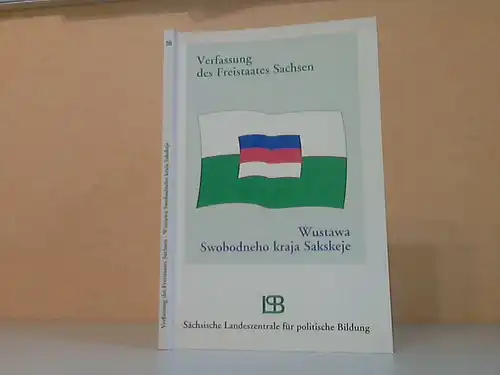 Verfassung
des Freistaates Sachsen
Wustawa
Swobodneho kraja Sakskeje
LPB
Sächsische Landeszentrale für politische Bildung
Verfassung des Freistaates Sachsen / Wustawa Swobodneho kraja Sakskeje